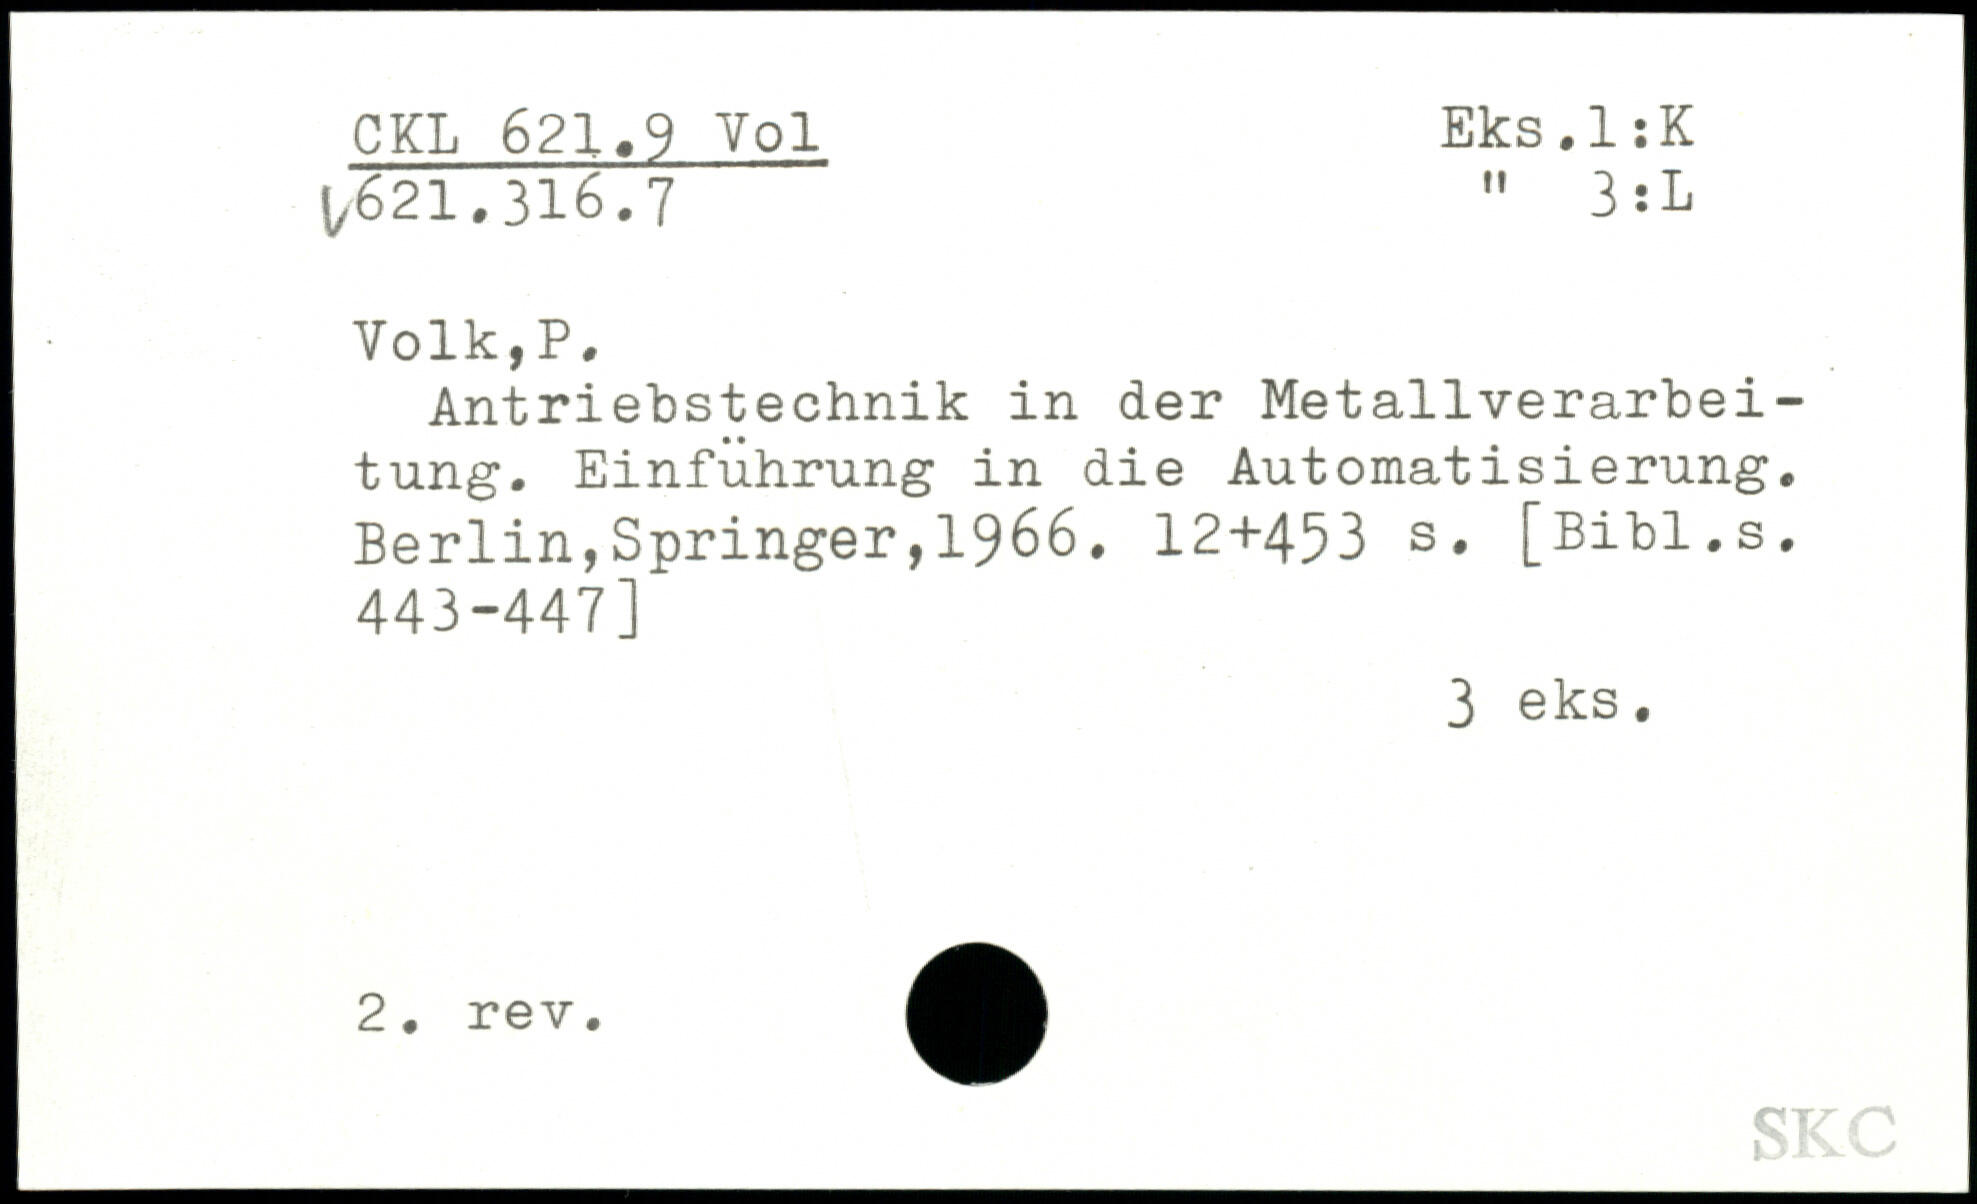 CKL 621.9 Vol
Eks.1:K
621.316.7
" 3:L
Volk,P.
Antriebstechnik in der Metallverarbei-
tung. Einführung in die Automatisierung.
Berlin,Springer,1966. 12+453 s. [Bibl.s.
443-447]
3 eks.
2. rev.
SKC